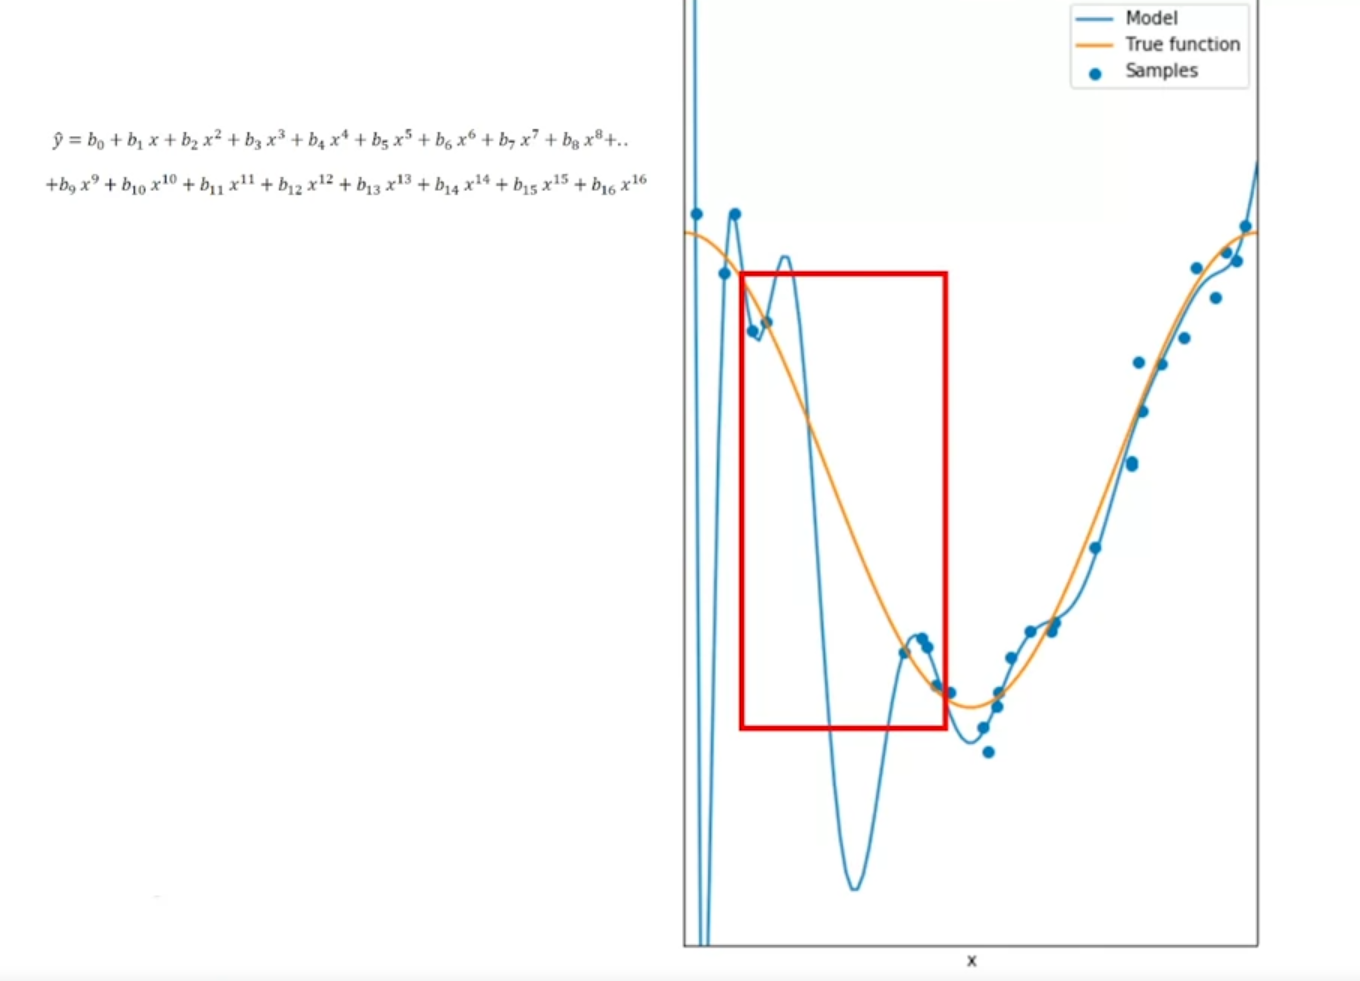 ŷ = b₀ + b₁ x + b₂ x² + b₃ x³ + b₄ x⁴ + b₅ x⁵ + b₆ x⁶ + b₇ x⁷ + b₈ x⁸+..
+b₉ x⁹ + b₁₀ x¹⁰ + b₁₁ x¹¹ + b₁₂ x¹² + b₁₃ x¹³ + b₁₄ x¹⁴ + b₁₅ x¹⁵ + b₁₆ x¹⁶
Model
True function
Samples
x